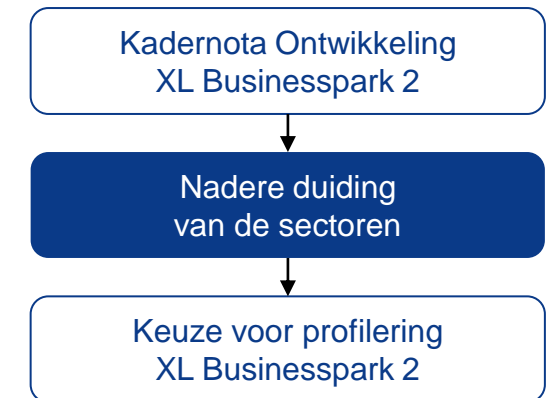 Kadernota Ontwikkeling
XL Businesspark 2
Nadere duiding
van de sectoren
Keuze voor profilering
XL Businesspark 2